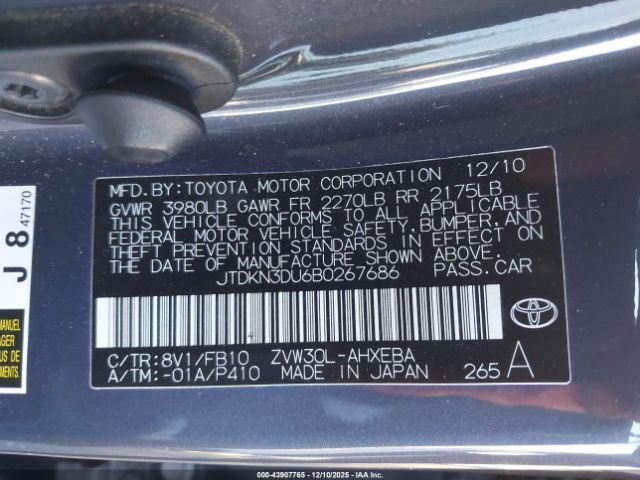 MFD.BY:TOYOTA MOTOR CORPORATION 12/10
GVWR 3980LB GAWR FR 2270LB RR 2175LB
THIS VEHICLE CONFORMS TO ALL APPLICABLE
FEDERAL MOTOR VEHICLE SAFETY,BUMPER,AND
THEFT PREVENTION STANDARDS IN EFFECT ON
THE DATE OF MANUFACTURE SHOWN ABOVE.
JTDKN3DU6B0267686 PASS.CAR
C/TR:8V1/FB10 ZVW30L-AHXEBA
A/TM:-01A/P410 MADE IN JAPAN 265 A
J 8 47170
MANUEL
000-43907765 - 12/10/2025 - IAAI.COM